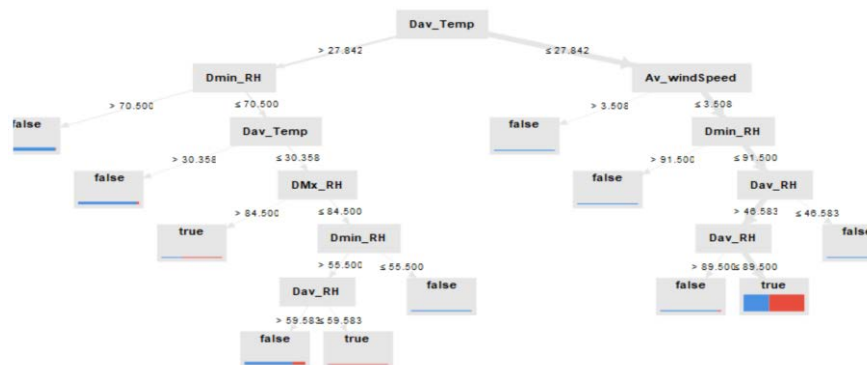 Dav_Temp
> 27.842 ≤ 27.842
Dmin_RH Av_windSpeed
> 70.500 ≤ 70.500 > 3.508 ≤ 3.508
false Dav_Temp false Dmin_RH
> 30.358 ≤ 30.358 > 91.500 ≤ 91.500
false DMx_RH false Dav_RH
> 84.500 ≤ 84.500 > 46.583 ≤ 46.583
true Dmin_RH Dav_RH false
> 55.500 ≤ 55.500 > 89.500 ≤ 89.500
Dav_RH false false true
> 59.583 ≤ 59.583
false true